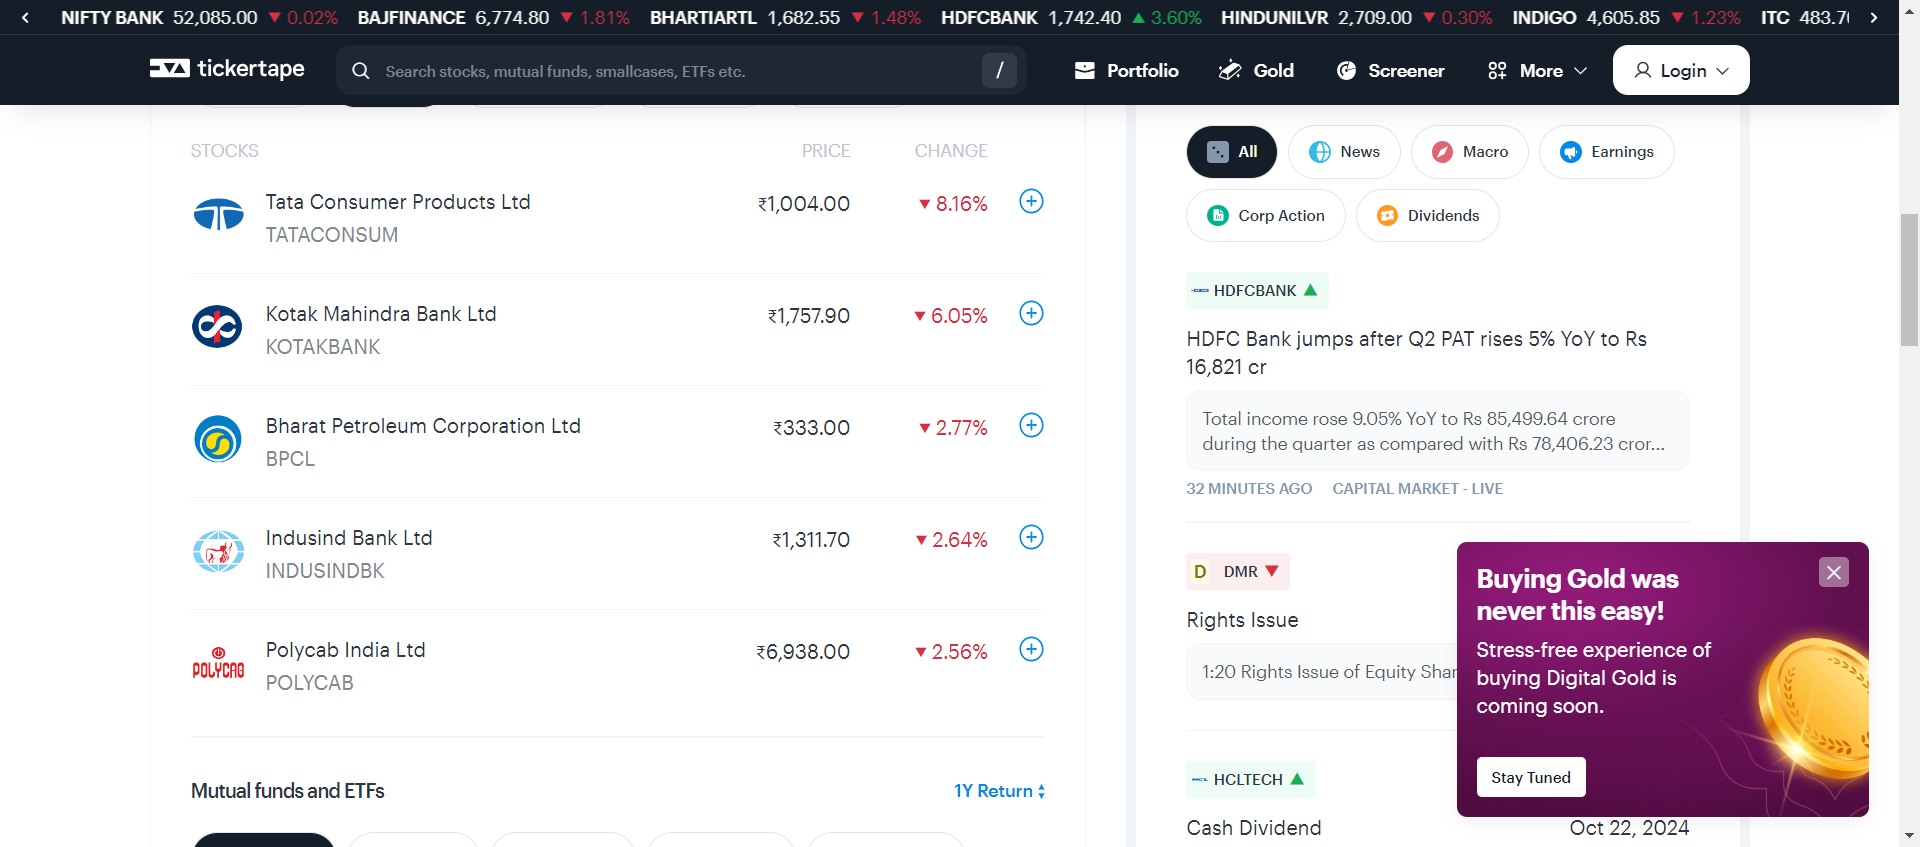 NIFTY BANK 52,085.00 ▼ 0.02% BAJFINANCE 6,774.80 ▼ 1.81% BHARTIARTL 1,682.55 ▼ 1.48% HDFCBANK 1,742.40 ▲ 3.60% HINDUNILVR 2,709.00 ▼ 0.30% INDIGO 4,605.85 ▼ 1.23% ITC 483.7
tickertape
Search stocks, mutual funds, smallcases, ETFs etc. /
Portfolio Gold Screener More Login
STOCKS PRICE CHANGE
Tata Consumer Products Ltd ₹1,004.00 ▼ 8.16%
TATACONSUM
Kotak Mahindra Bank Ltd ₹1,757.90 ▼ 6.05%
KOTAKBANK
Bharat Petroleum Corporation Ltd ₹333.00 ▼ 2.77%
BPCL
Indusind Bank Ltd ₹1,311.70 ▼ 2.64%
INDUSINDBK
POLYCAB
Polycab India Ltd ₹6,938.00 ▼ 2.56%
POLYCAB
Mutual funds and ETFs 1Y Return
All News Macro Earnings
Corp Action Dividends
HDFCBANK ▲
HDFC Bank jumps after Q2 PAT rises 5% YoY to Rs
16,821 cr
Total income rose 9.05% YoY to Rs 85,499.64 crore
during the quarter as compared with Rs 78,406.23 cror...
32 MINUTES AGO CAPITAL MARKET - LIVE
D DMR ▼
Rights Issue
1:20 Rights Issue of Equity Shar
HCL HCLTECH ▲
Cash Dividend Oct 22, 2024
Buying Gold was
never this easy!
Stress-free experience of
buying Digital Gold is
coming soon.
Stay Tuned